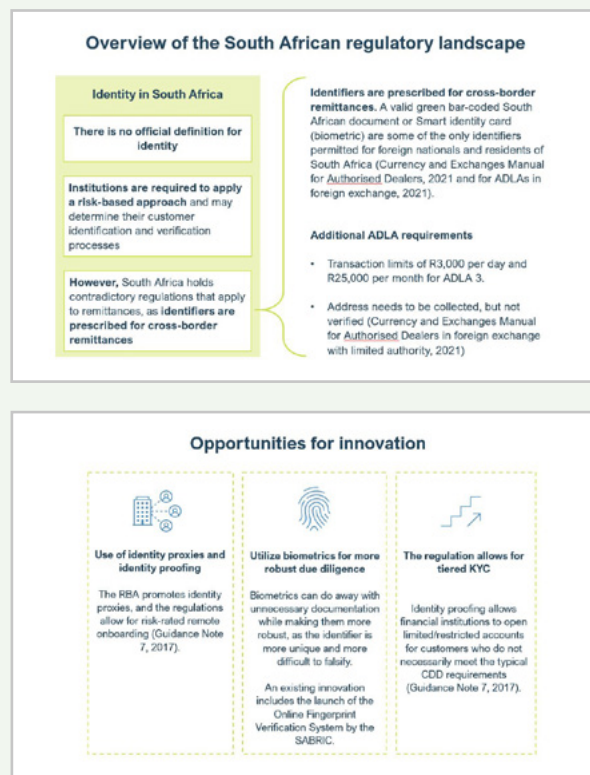 Overview of the South African regulatory landscape
Identity in South Africa
There is no official definition for
identity
Institutions are required to apply
a risk-based approach and may
determine their customer
identification and verification
processes
However, South Africa holds
contradictory regulations that apply
to remittances, as identifiers are
prescribed for cross-border
remittances
Identifiers are prescribed for cross-border
remittances. A valid green bar-coded South
African document or Smart identity card
(biometric) are some of the only identifiers
permitted for foreign nationals and residents of
South Africa (Currency and Exchanges Manual
for Authorised Dealers, 2021 and for ADLAs in
foreign exchange, 2021).
Additional ADLA requirements
• Transaction limits of R3,000 per day and
R25,000 per month for ADLA 3.
• Address needs to be collected, but not
verified (Currency and Exchanges Manual
for Authorised Dealers in foreign exchange
with limited authority, 2021)
Opportunities for innovation
Use of identity proxies and
identity proofing
The RBA promotes identity
proxies, and the regulations
allow for risk-rated remote
onboarding (Guidance Note
7, 2017).
Utilize biometrics for more
robust due diligence
Biometrics can do away with
unnecessary documentation
while making them more
robust, as the identifier is
more unique and more
difficult to falsify.
An existing innovation
includes the launch of the
Online Fingerprint
Verification System by the
SABRIC.
The regulation allows for
tiered KYC
Identity proofing allows
financial institutions to open
limited/restricted accounts
for customers who do not
necessarily meet the typical
CDD requirements
(Guidance Note 7, 2017).